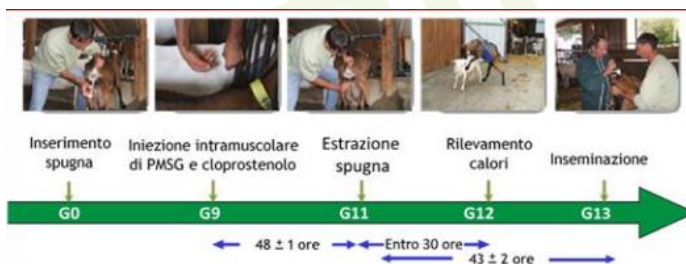 Inserimento
spugna
Iniezione intramuscolare
di PMSG e cloprostenolo
Estrazione
spugna
Rilevamento
calori
Inseminazione
G0
G9
G11
G12
G13
48 ± 1 ore
Entro 30 ore
43 ± 2 ore